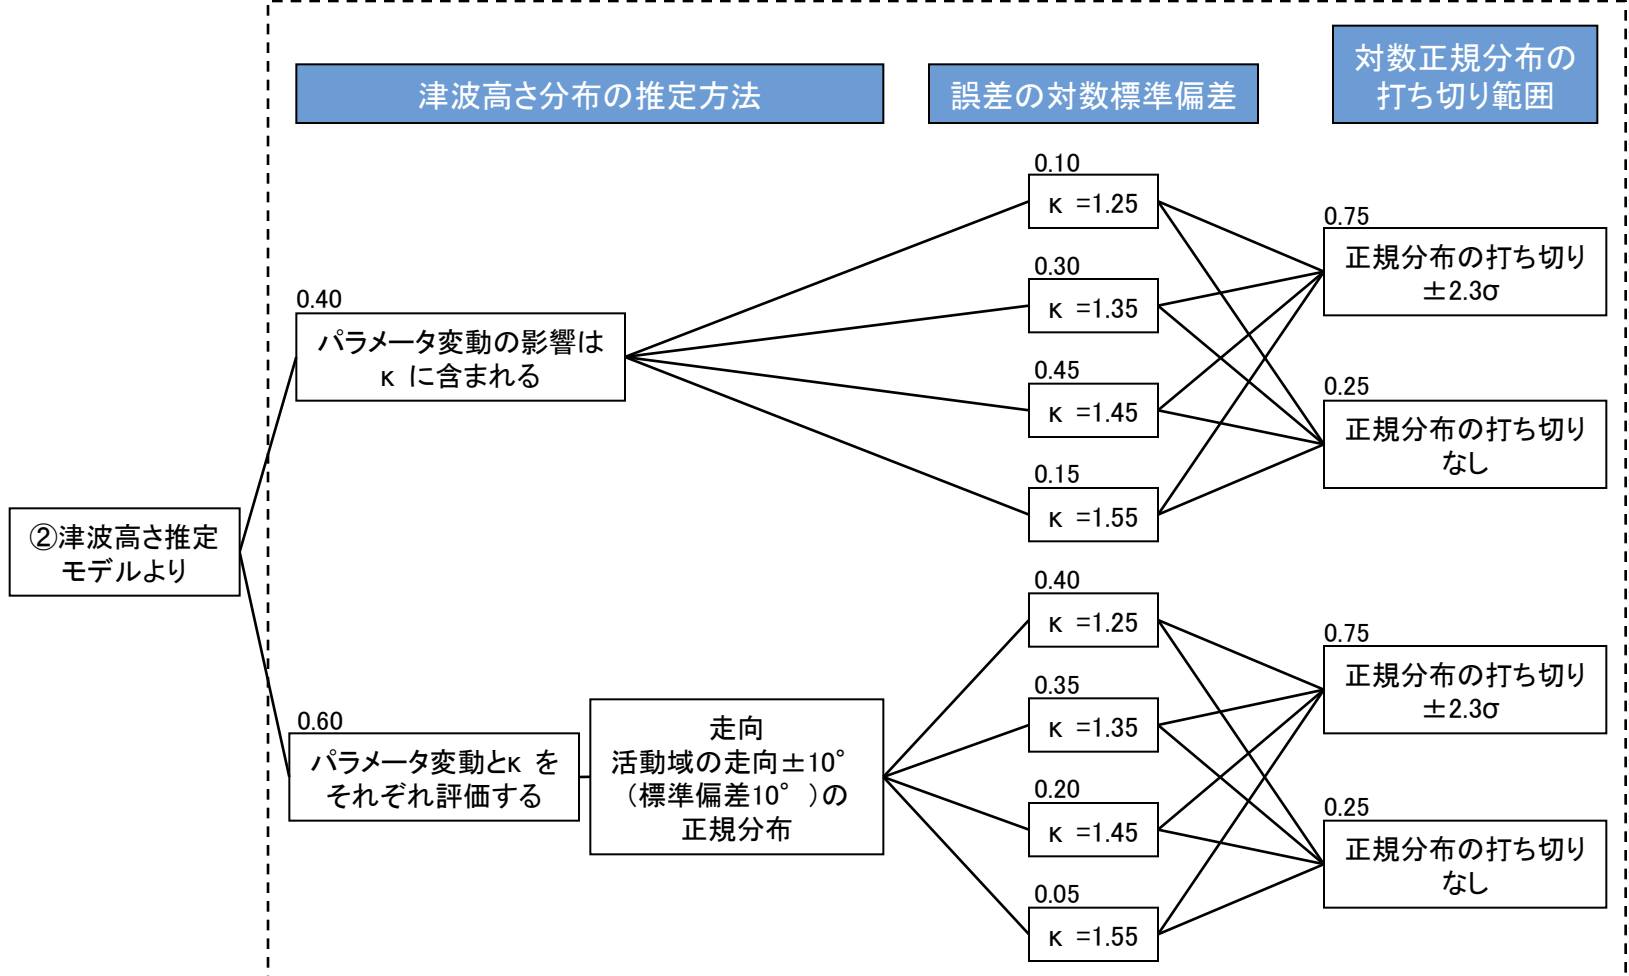 津波高さ分布の推定方法
誤差の対数標準偏差
対数正規分布の
打ち切り範囲
②津波高さ推定
モデルより
0.40
パラメータ変動の影響は
κ に含まれる
0.10
κ =1.25
0.30
κ =1.35
0.45
κ =1.45
0.15
κ =1.55
0.75
正規分布の打ち切り
±2.3σ
0.25
正規分布の打ち切り
なし
0.60
パラメータ変動とκ を
それぞれ評価する
走向
活動域の走向±10°
（標準偏差10° ）の
正規分布
0.40
κ =1.25
0.35
κ =1.35
0.20
κ =1.45
0.05
κ =1.55
0.75
正規分布の打ち切り
±2.3σ
0.25
正規分布の打ち切り
なし